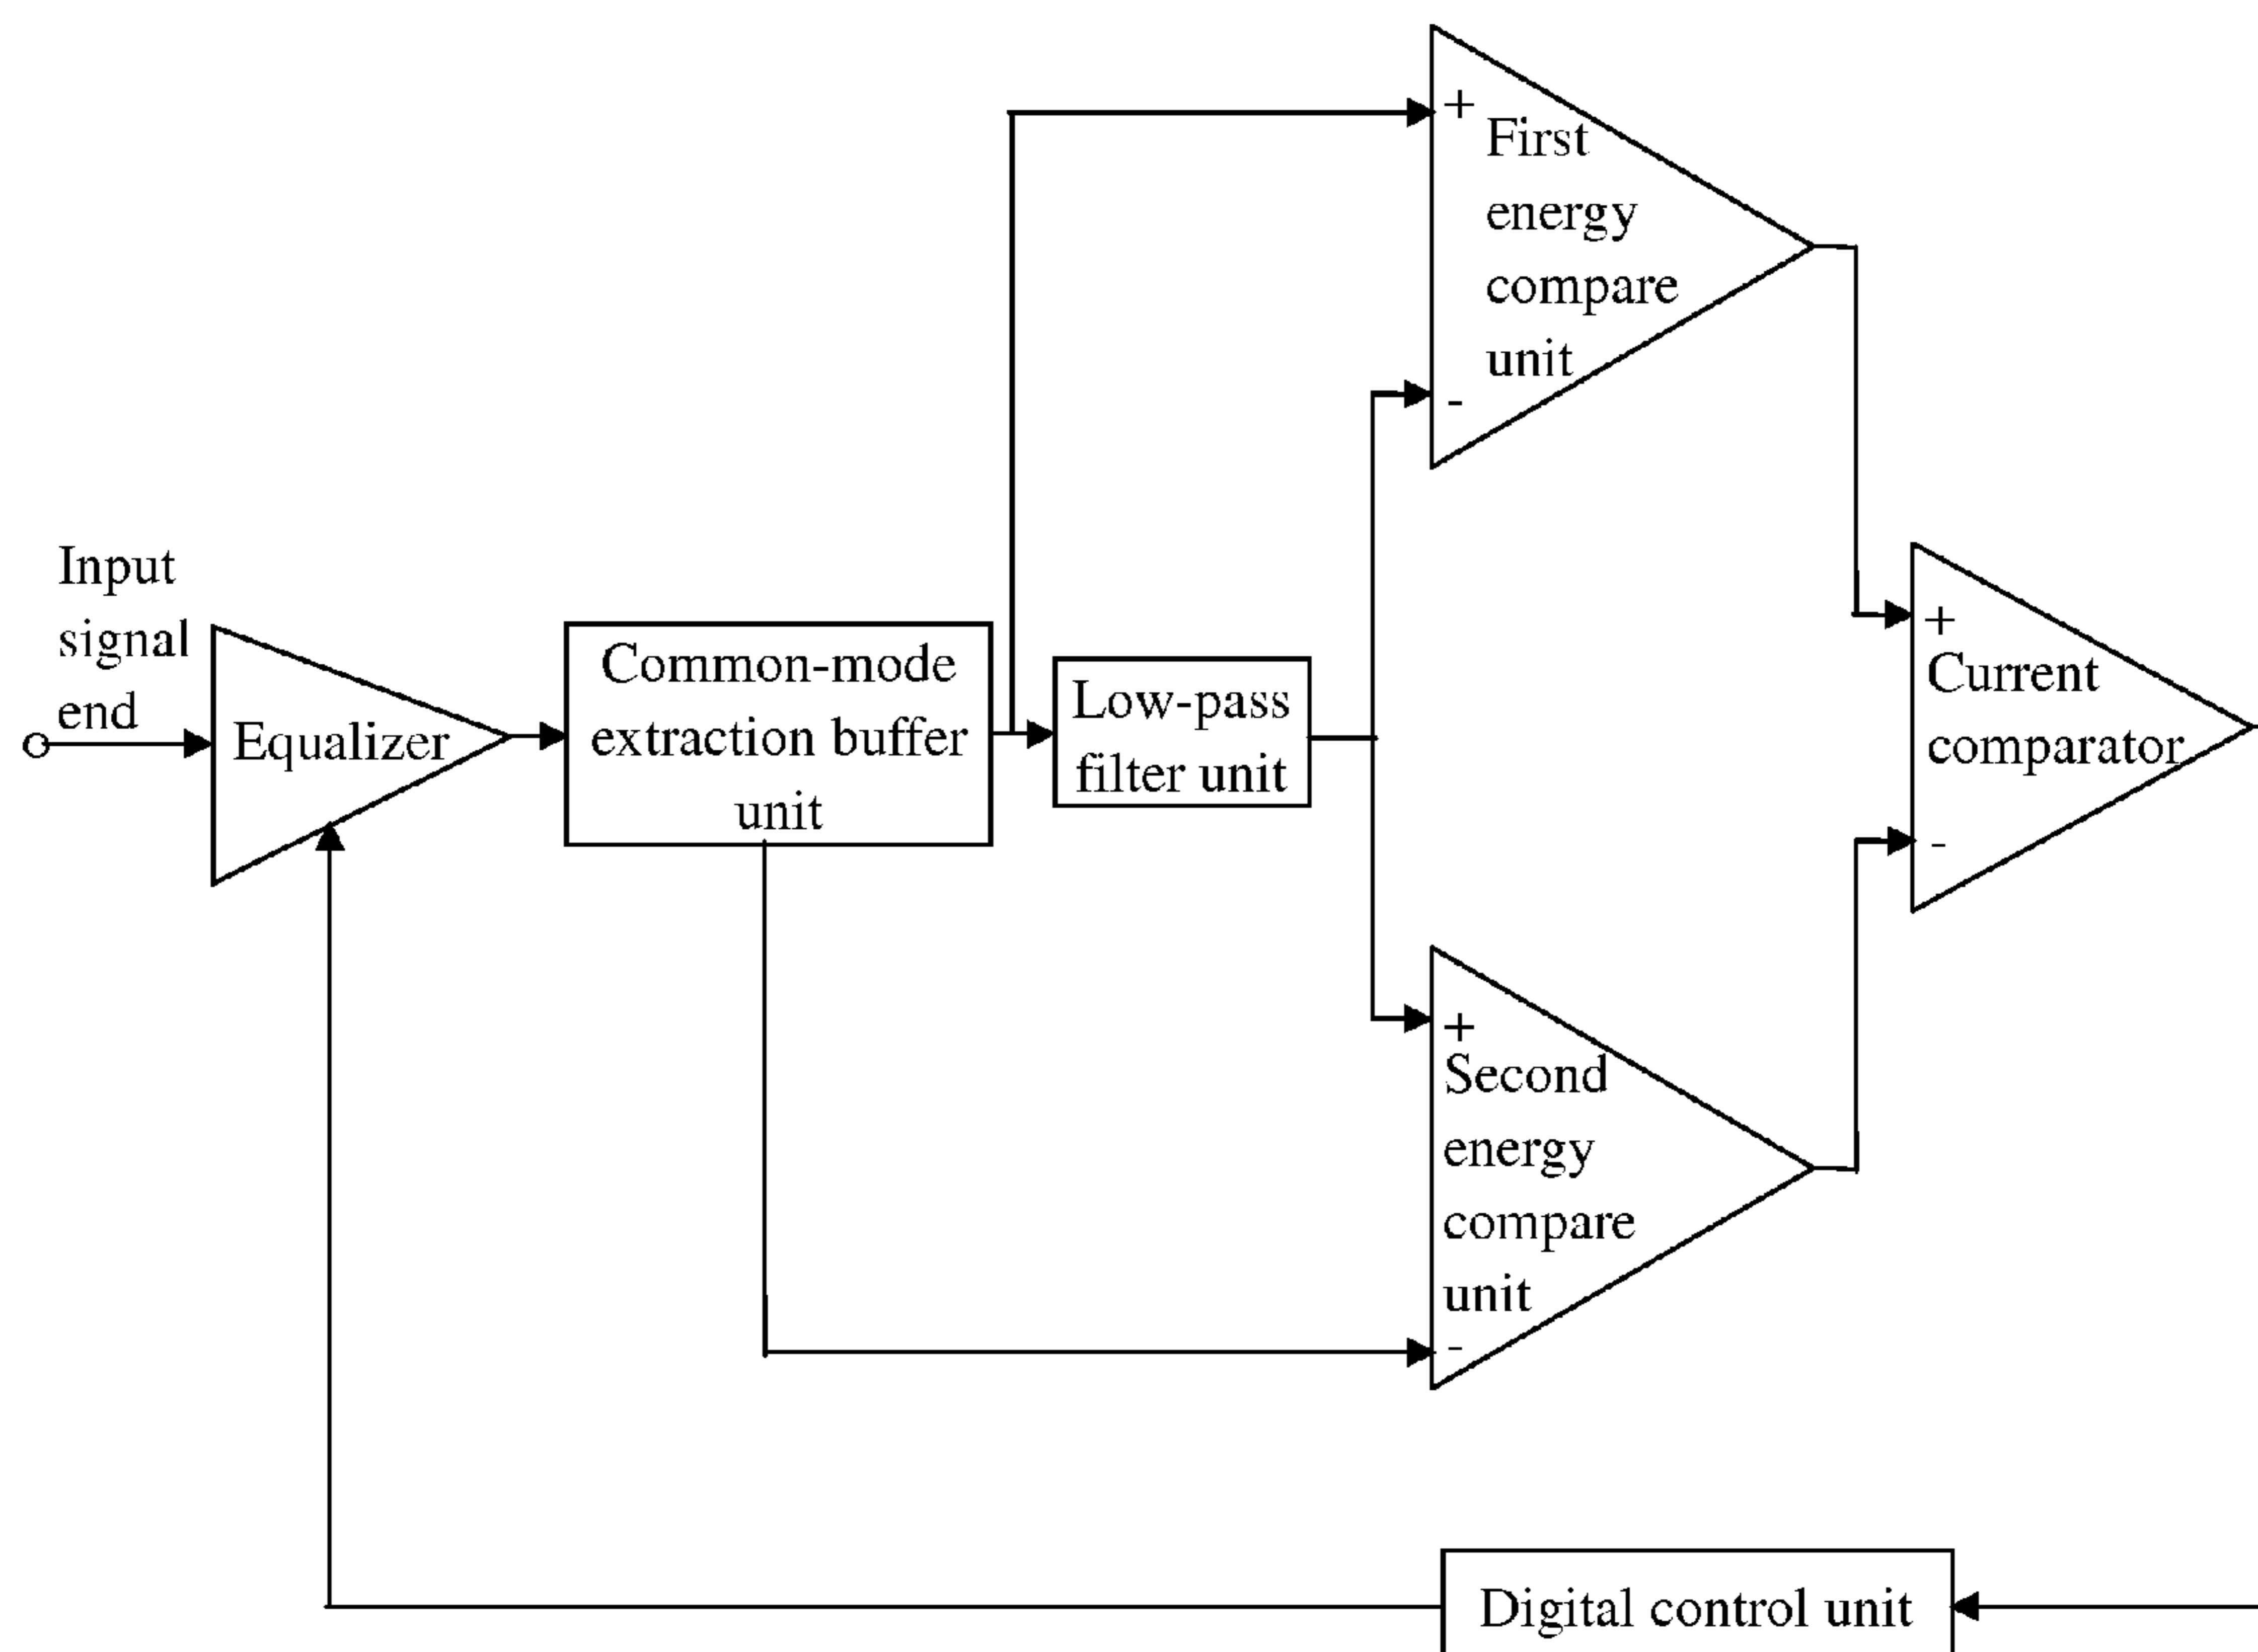 +
First
energy
compare
unit
-
Input
signal
end
Equalizer
Common-mode
extraction buffer
unit
Low-pass
filter unit
+
Current
comparator
-
+
Second
energy
compare
unit
-
Digital control unit